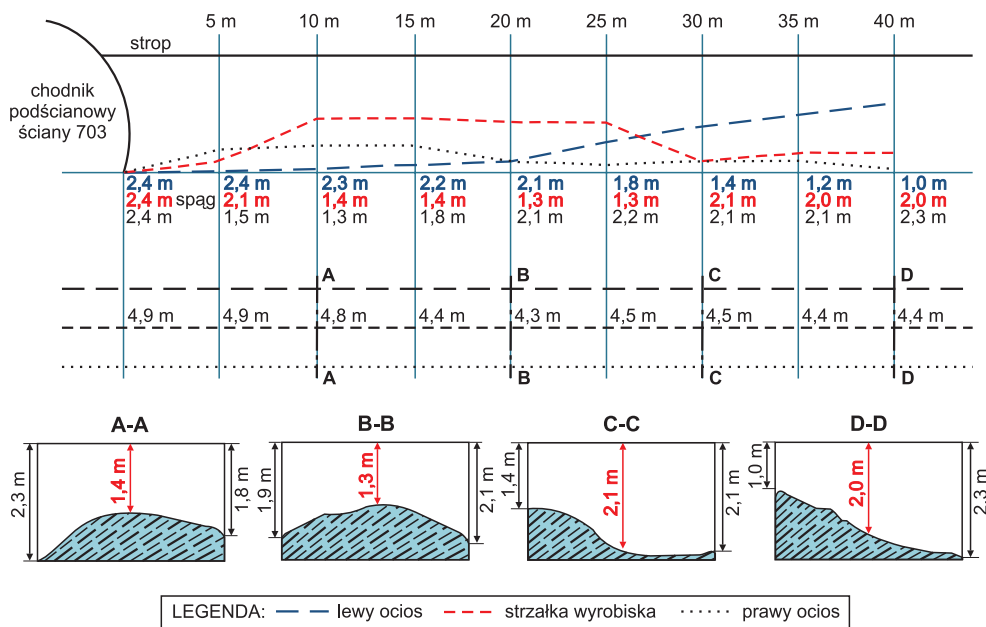 5 m 10 m 15 m 20 m 25 m 30 m 35 m 40 m
strop
chodnik
podścianowy
ściany 703
2,4 m 2,4 m 2,3 m 2,2 m 2,1 m 1,8 m 1,4 m 1,2 m 1,0 m
2,4 m spąg 2,1 m 1,4 m 1,4 m 1,3 m 1,3 m 2,1 m 2,0 m 2,0 m
2,4 m 1,5 m 1,3 m 1,8 m 2,1 m 2,2 m 2,1 m 2,1 m 2,3 m
A B C D
4,9 m 4,9 m 4,8 m 4,4 m 4,3 m 4,5 m 4,5 m 4,4 m 4,4 m
A B C D
A-A B-B C-C D-D
2,3 m 1,4 m 1,8 m
1,9 m 1,3 m 2,1 m
1,4 m 2,1 m 2,1 m
1,0 m 2,0 m 2,3 m
LEGENDA: lewy ocios strzałka wyrobiska prawy ocios